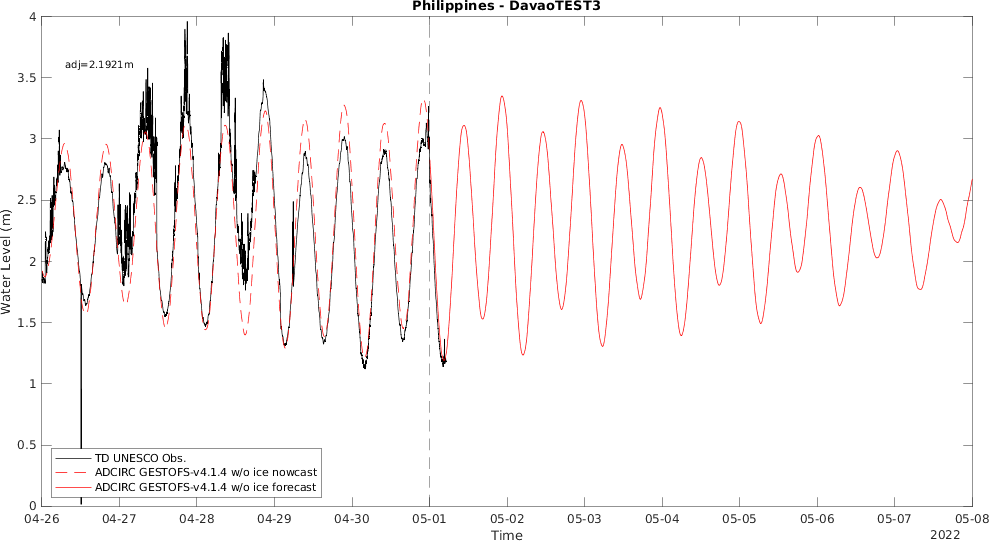 Philippines - DavaoTEST3
adj=2.1921m
Water Level (m)
4
3.5
3
2.5
2
1.5
1
0.5
0
TD UNESCO Obs.
ADCIRC GESTOFS-v4.1.4 w/o ice nowcast
ADCIRC GESTOFS-v4.1.4 w/o ice forecast
04-26 04-27 04-28 04-29 04-30 05-01 05-02 05-03 05-04 05-05 05-06 05-07 05-08
Time
2022